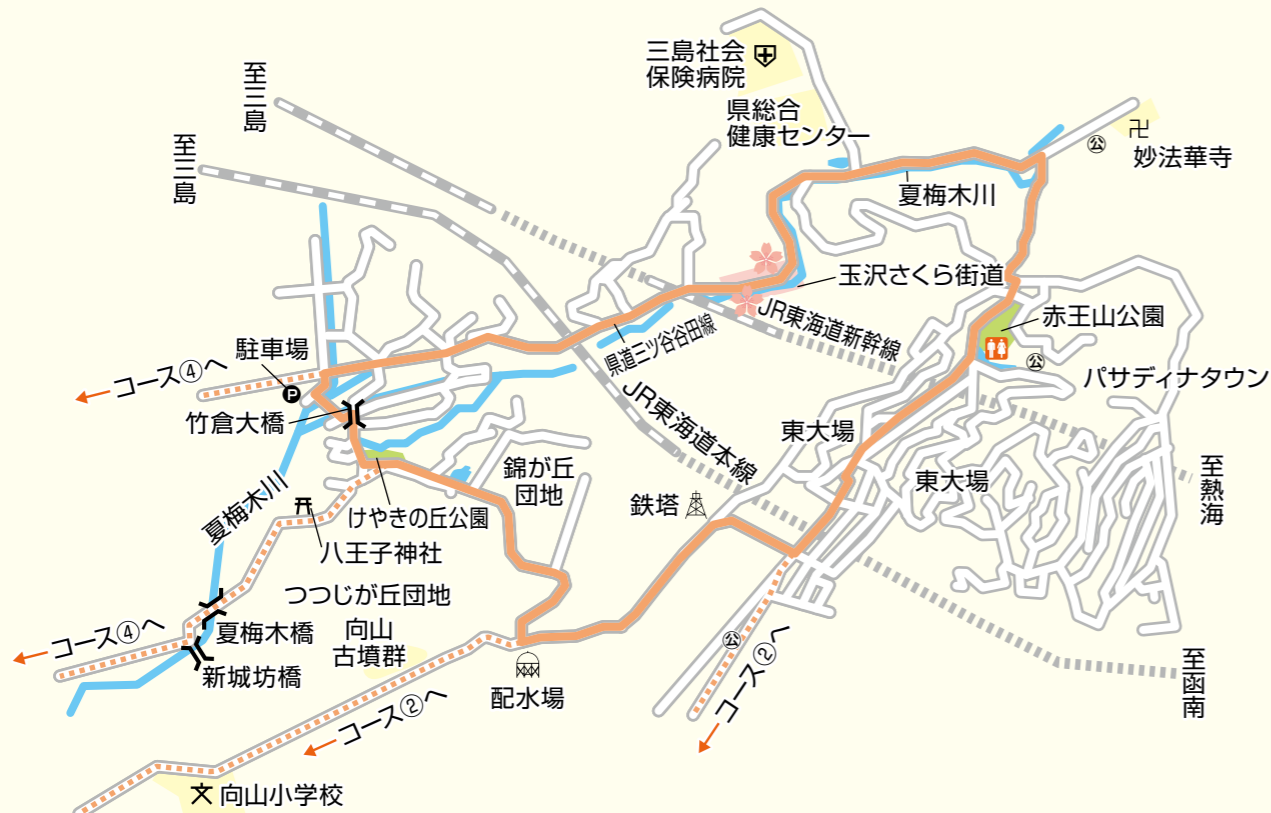 三島社会
保険病院
県総合
健康センター
至三島
至三島
公
卍
妙法華寺
夏梅木川
玉沢さくら街道
JR東海道新幹線
赤王山公園
公
パサディナタウン
県道三ツ谷谷田線
駐車場
コース④へ
P
竹倉大橋
JR東海道本線
東大場
東大場
至熱海
錦が丘
団地
鉄塔
けやきの丘公園
夏梅木川
八王子神社
つつじが丘団地
コース④へ
夏梅木橋
向山
古墳群
新城坊橋
公
コース②へ
至函南
配水場
コース②へ
文
向山小学校